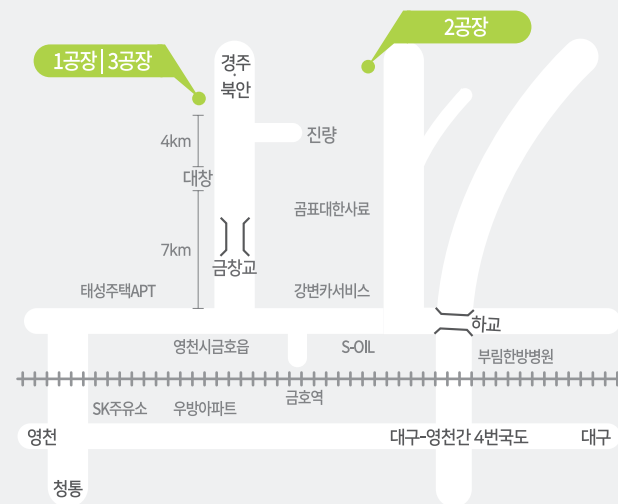 2공장
1공장 | 3공장
경주
·
북안
진량
4km
대창
곰표대한사료
7km
금창교
태성주택APT
강변카서비스
하교
영천시금호읍
S-OIL
부림한방병원
금호역
SK주유소
우방아파트
영천
대구-영천간 4번국도
대구
청통